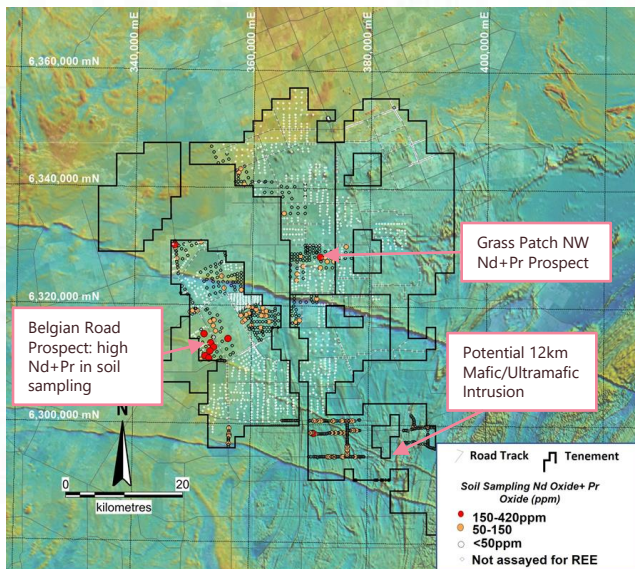 340,000 mE
360,000 mE
380,000 mE
400,000 mE
6,360,000 mN
6,340,000 mN
6,320,000 mN
6,300,000 mN
Grass Patch NW
Nd+Pr Prospect
Belgian Road
Prospect: high
Nd+Pr in soil
sampling
Potential 12km
Mafic/Ultramafic
Intrusion
N
0 20
kilometres
Road Track Tenement
Soil Sampling Nd Oxide+ Pr
Oxide (ppm)
150-420ppm
50-150
<50ppm
Not assayed for REE